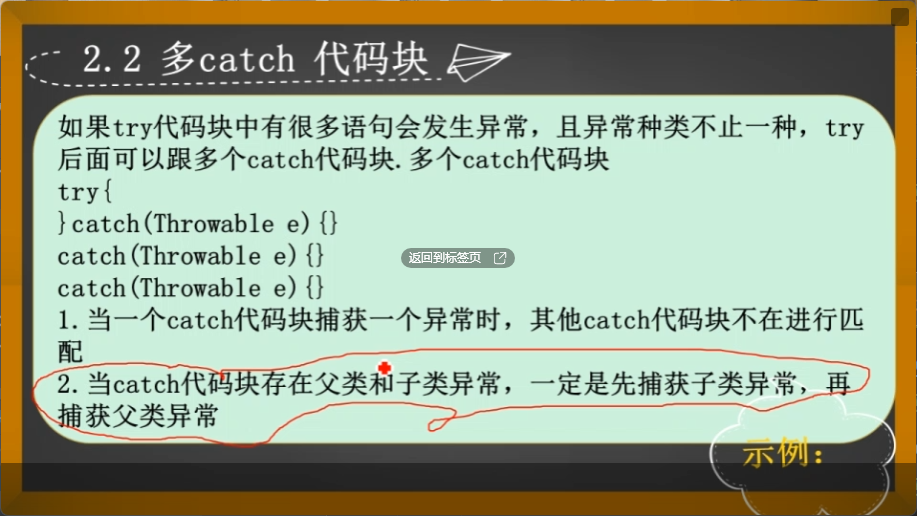 2.2 多catch 代码块
如果try代码块中有很多语句会发生异常，且异常种类不止一种，try
后面可以跟多个catch代码块.多个catch代码块
try{
}catch(Throwable e){}
catch(Throwable e){}
返回到标签页
catch(Throwable e){}
1.当一个catch代码块捕获一个异常时，其他catch代码块不在进行匹
配
2.当catch代码块存在父类和子类异常，一定是先捕获子类异常，再
捕获父类异常
示例：